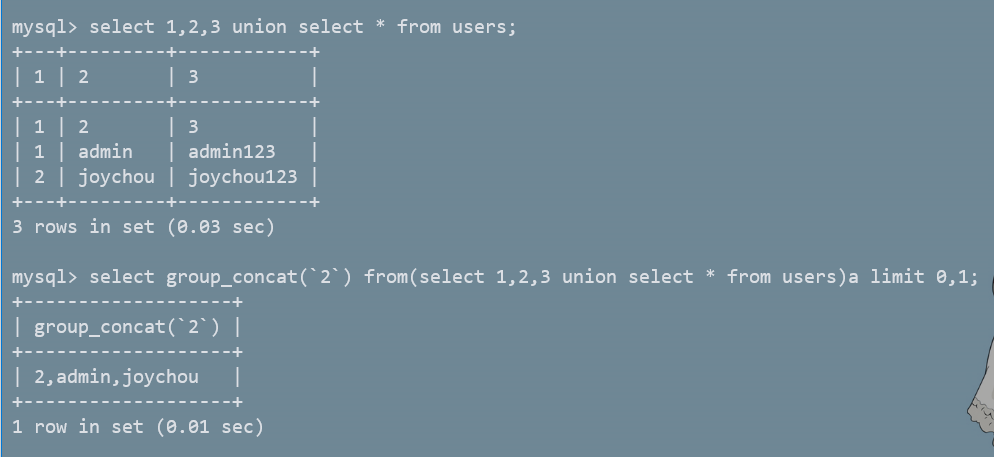 mysql> select 1,2,3 union select * from users;
+---+---------+------------+
| 1 | 2       | 3          |
+---+---------+------------+
| 1 | 2       | 3          |
| 1 | admin   | admin123   |
| 2 | joychou | joychou123 |
+---+---------+------------+
3 rows in set (0.03 sec)

mysql> select group_concat(`2`) from(select 1,2,3 union select * from users)a limit 0,1;
+-------------------+
| group_concat(`2`) |
+-------------------+
| 2,admin,joychou   |
+-------------------+
1 row in set (0.01 sec)